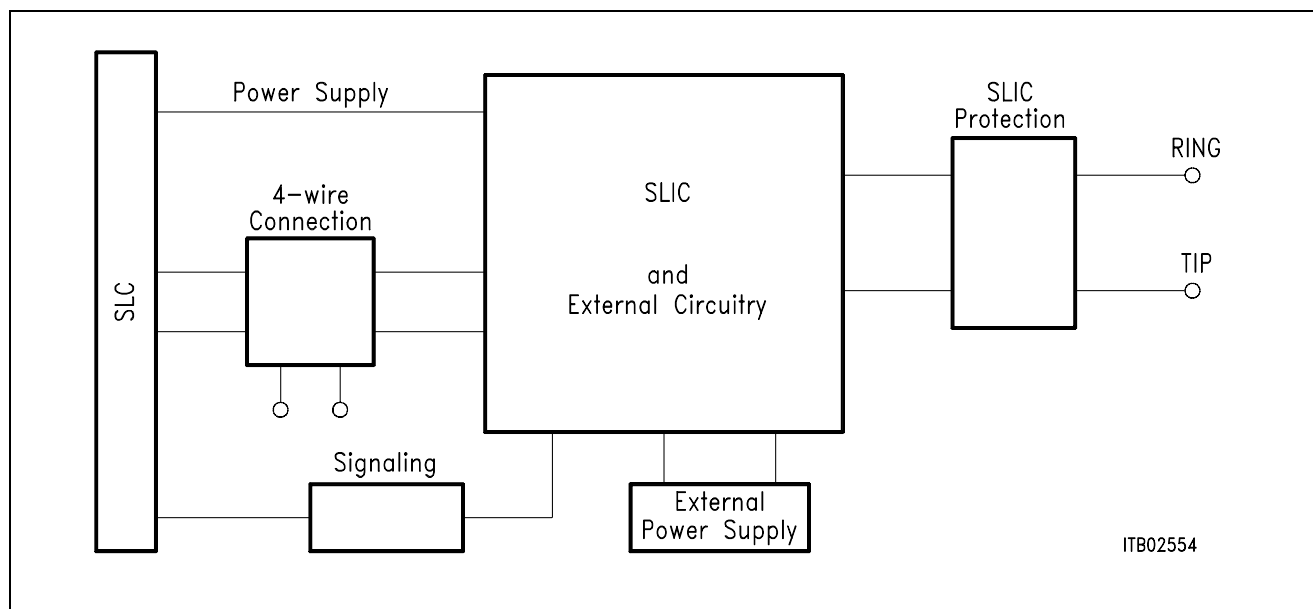 Power Supply
SLIC
Protection
RING
4-wire
Connection
SLIC
SLC
and
External Circuitry
TIP
Signaling
External
Power Supply
ITB02554